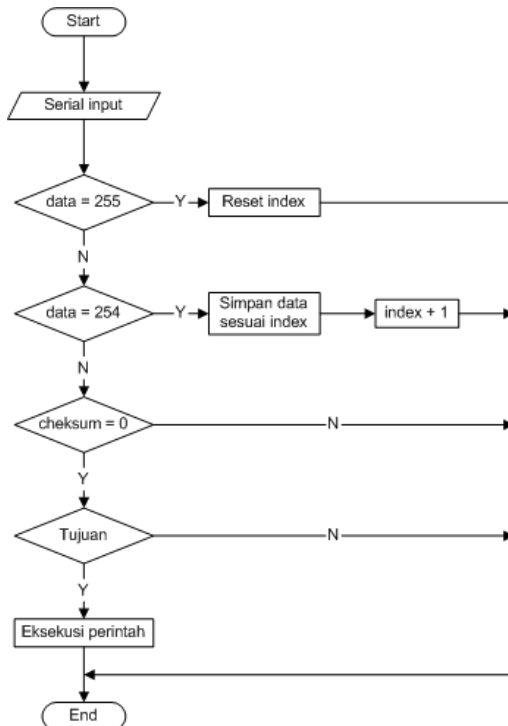 Start
Serial input
data = 255
Y
Reset index
N
data = 254
Y
Simpan data
sesuai index
index + 1
N
cheksum = 0
N
Y
Tujuan
N
Y
Eksekusi perintah
End